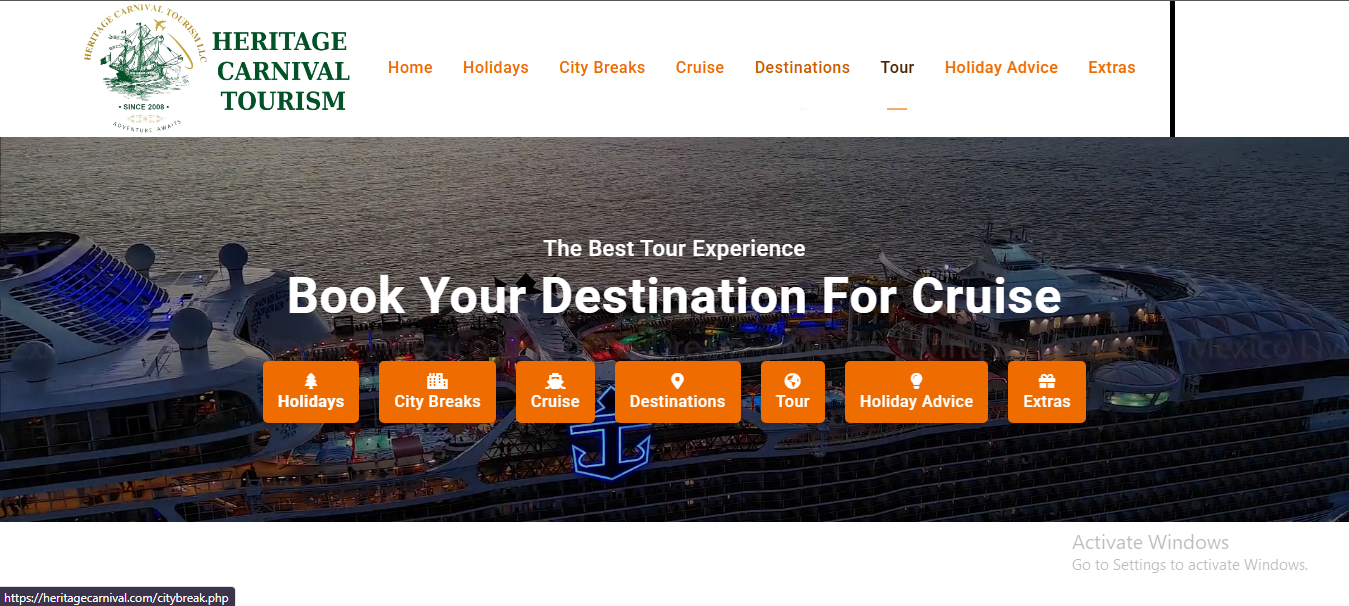 HERITAGE CARNIVAL TOURISM LLC
• SINCE 2008 •
ADVENTURE AWAITS
HERITAGE
CARNIVAL
TOURISM
Home Holidays City Breaks Cruise Destinations Tour Holiday Advice Extras
The Best Tour Experience
Book Your Destination For Cruise
Holidays City Breaks Cruise Destinations Tour Holiday Advice Extras
Activate Windows
Go to Settings to activate Windows.
https://heritagecarnival.com/citybreak.php